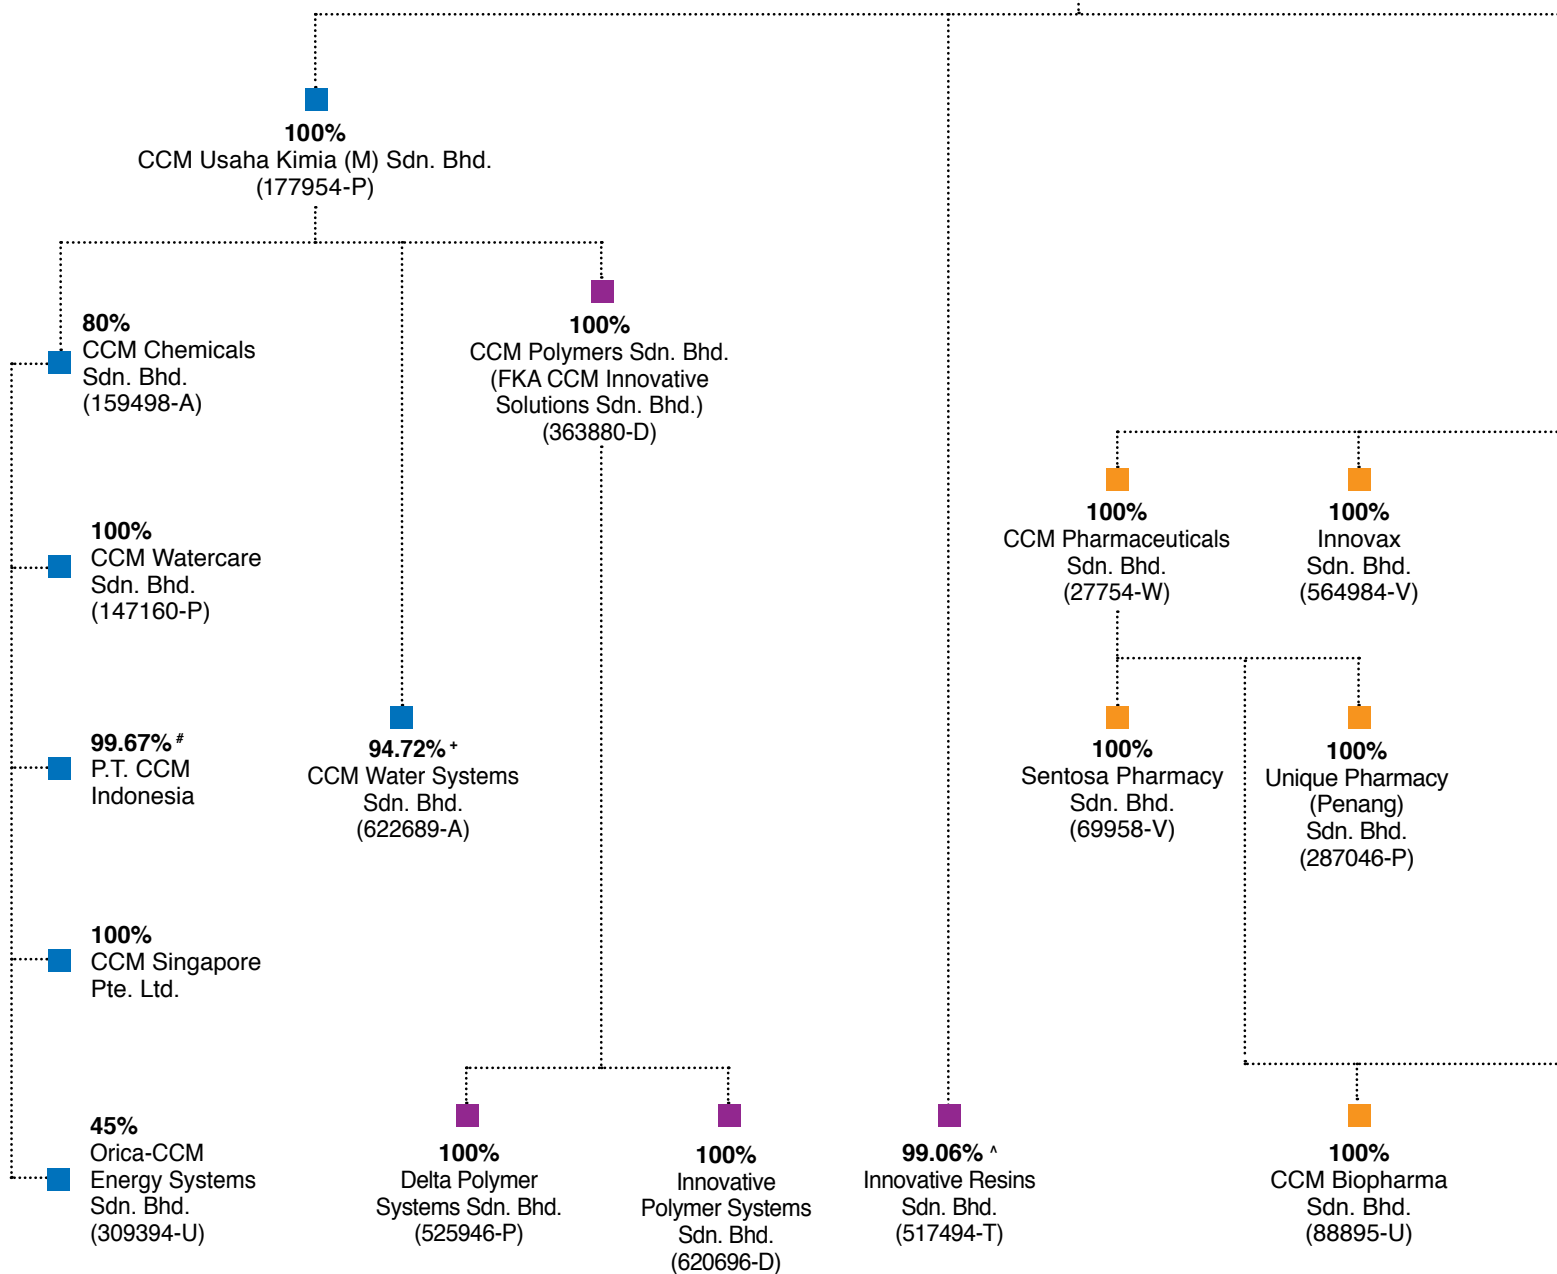 100%
CCM Usaha Kimia (M) Sdn. Bhd.
(177954-P)
80%
CCM Chemicals
Sdn. Bhd.
(159498-A)
100%
CCM Polymers Sdn. Bhd.
(FKA CCM Innovative
Solutions Sdn. Bhd.)
(363880-D)
100%
CCM Watercare
Sdn. Bhd.
(147160-P)
99.67% #
P.T. CCM
Indonesia
94.72% +
CCM Water Systems
Sdn. Bhd.
(622689-A)
100%
CCM Singapore
Pte. Ltd.
45%
Orica-CCM
Energy Systems
Sdn. Bhd.
(309394-U)
100%
Delta Polymer
Systems Sdn. Bhd.
(525946-P)
100%
Innovative
Polymer Systems
Sdn. Bhd.
(620696-D)
99.06% ^
Innovative Resins
Sdn. Bhd.
(517494-T)
100%
CCM Pharmaceuticals
Sdn. Bhd.
(27754-W)
100%
Innovax
Sdn. Bhd.
(564984-V)
100%
Sentosa Pharmacy
Sdn. Bhd.
(69958-V)
100%
Unique Pharmacy
(Penang)
Sdn. Bhd.
(287046-P)
100%
CCM Biopharma
Sdn. Bhd.
(88895-U)